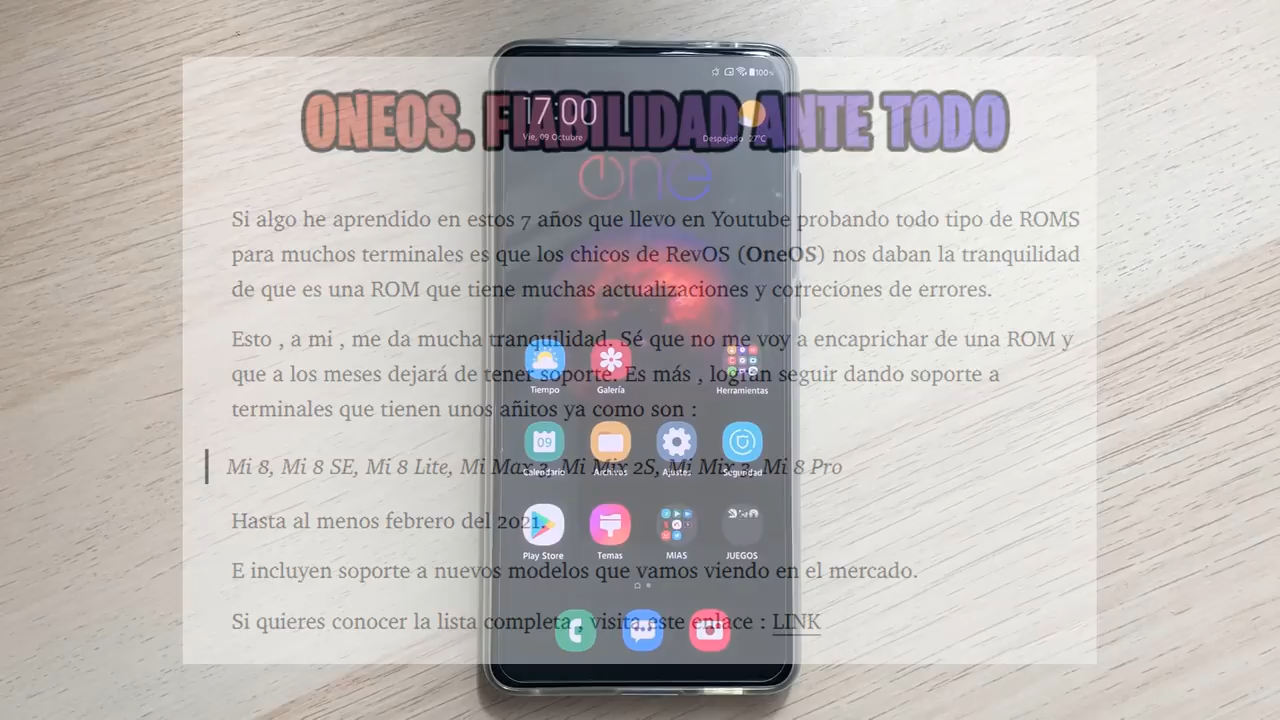 100%
ONEOS. FIABILIDAD ANTE TODO
17:00
Vie, 09 Octubre
Despejado 27°C
one
Si algo he aprendido en estos 7 años que llevo en Youtube probando todo tipo de ROMS
para muchos terminales es que los chicos de RevOS (OneOS) nos daban la tranquilidad
de que es una ROM que tiene muchas actualizaciones y correciones de errores.
Esto , a mi , me da mucha tranquilidad. Sé que no me voy a encaprichar de una ROM y
que a los meses dejará de tener soporte. Es más , logran seguir dando soporte a
Tiempo Galería Herramientas
terminales que tienen unos añitos ya como son :
09
Mi 8, Mi 8 SE, Mi 8 Lite, Mi Max 3, Mi Mix 2S, Mi Mix 3, Mi 8 Pro
Calendario Archivos Ajustes Seguridad
Hasta al menos febrero del 2021.
Play Store Temas MIAS JUEGOS
E incluyen soporte a nuevos modelos que vamos viendo en el mercado.
Si quieres conocer la lista completa , visita este enlace : LINK